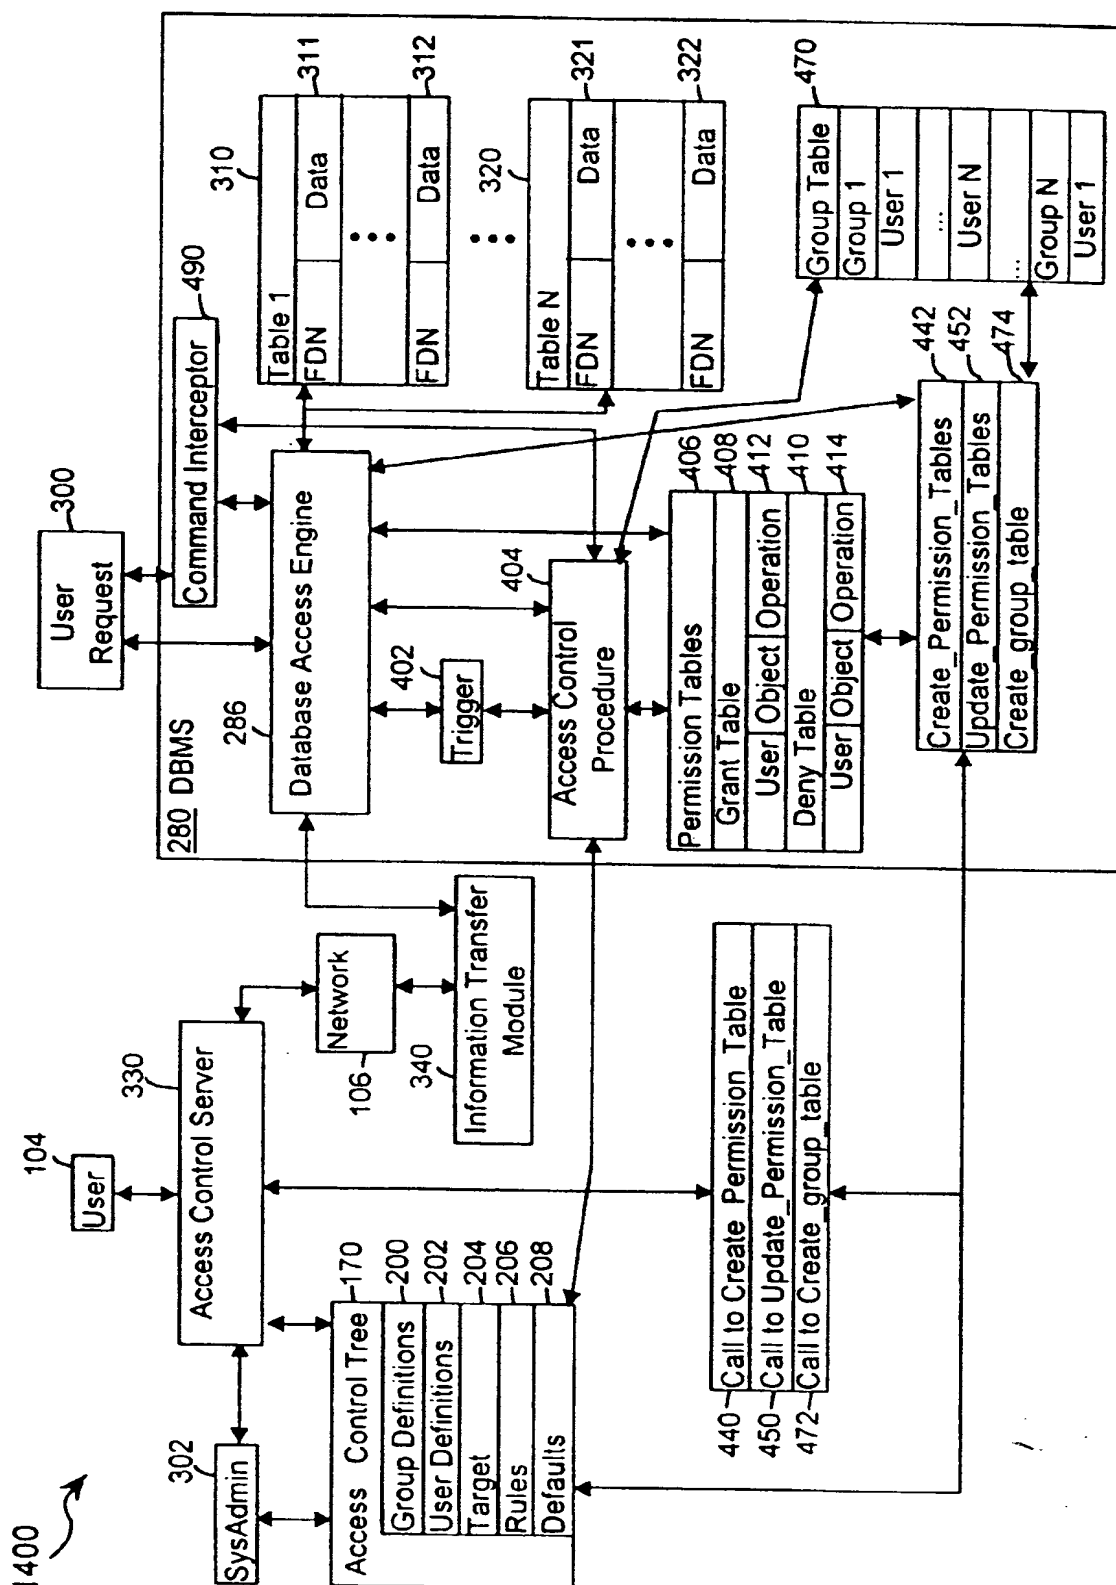 1400
SysAdmin
302
User
104
Access Control Server
330
Access Control Tree
170
Group Definitions
200
User Definitions
202
Target
204
Rules
206
Defaults
208
Network
106
Information Transfer
Module
340
440
Call to Create_Permission_Table
450
Call to Update_Permission_Table
472
Call to Create_group_table
280 DBMS
User
Request
300
Command Interceptor
490
Database Access Engine
286
Trigger
402
Access Control
Procedure
404
Permission Tables
406
Grant Table
408
User
Object
Operation
412
Deny Table
410
User
Object
Operation
414
Create_Permission_Tables
442
Update_Permission_Tables
452
Create_group_table
474
310
Table 1
FDN
Data
311
FDN
Data
312
320
Table N
FDN
Data
321
FDN
Data
322
Group Table
470
Group 1
User 1
...
User N
...
Group N
User 1